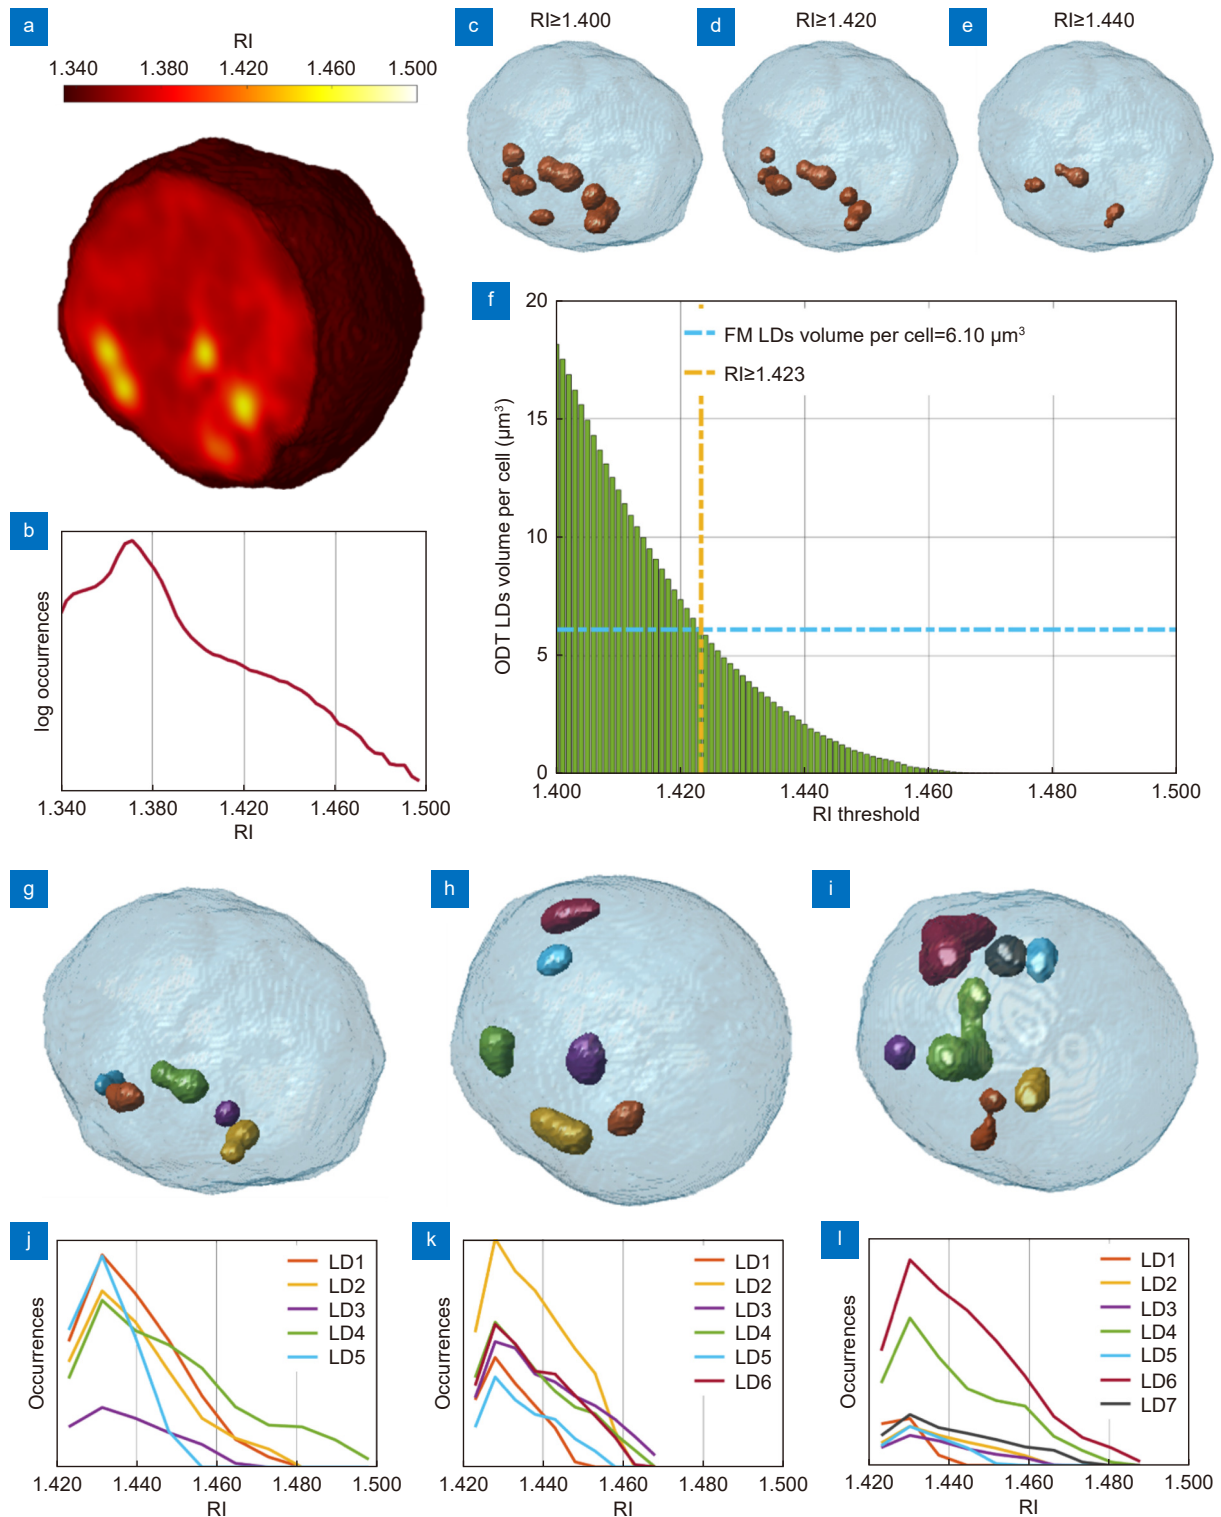 a
RI
1.340 1.380 1.420 1.460 1.500
c
RI≥1.400
d
RI≥1.420
e
RI≥1.440
b
log occurrences
1.340 1.380 1.420 1.460 1.500
RI
f
20
15
10
5
0
ODT LDs volume per cell (μm³)
FM LDs volume per cell=6.10 μm³
RI≥1.423
1.400 1.420 1.440 1.460 1.480 1.500
RI threshold
g
h
i
j
Occurrences
LD1
LD2
LD3
LD4
LD5
1.420 1.440 1.460 1.480 1.500
RI
k
Occurrences
LD1
LD2
LD3
LD4
LD5
LD6
1.420 1.440 1.460 1.480 1.500
RI
l
Occurrences
LD1
LD2
LD3
LD4
LD5
LD6
LD7
1.420 1.440 1.460 1.480 1.500
RI